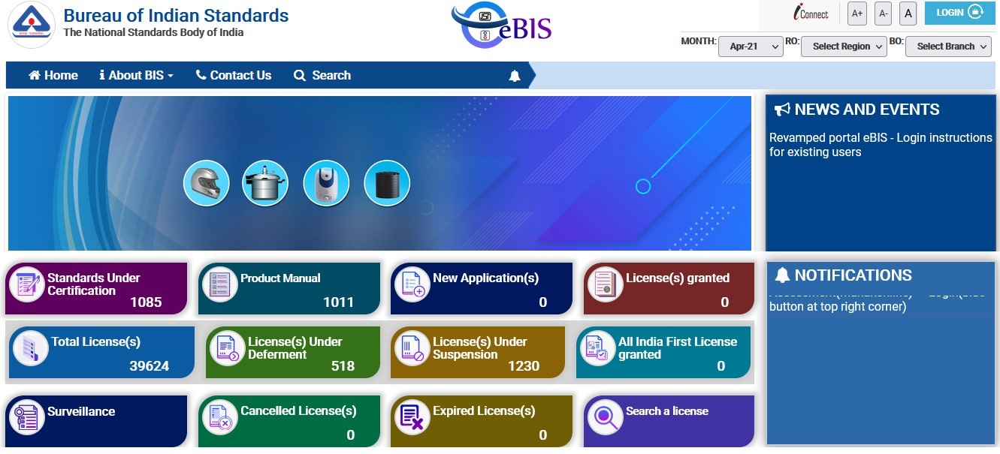 Bureau of Indian Standards
The National Standards Body of India
eBIS
iConnect
A+ A- A
LOGIN
MONTH: Apr-21 RO: Select Region BO: Select Branch
Home About BIS Contact Us Search
NEWS AND EVENTS
Revamped portal eBIS - Login instructions
for existing users
Standards Under
Certification
1085
Product Manual
1011
New Application(s)
0
License(s) granted
0
NOTIFICATIONS
button at top right corner)
Total License(s)
39624
License(s) Under
Deferment
518
License(s) Under
Suspension
1230
All India First License
granted
0
Surveillance
Cancelled License(s)
0
Expired License(s)
0
Search a license